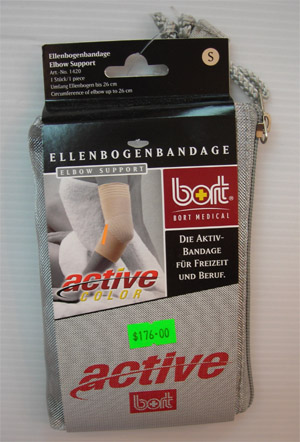 Ellenbogenbandage
Elbow Support
Art.-No. 1420
1 Stück/1 piece
Umfang Ellenbogen bis 26 cm
Circumference of elbow up to 26 cm
S
ELLENBOGENBANDAGE
ELBOW SUPPORT
bort®
BORT MEDICAL
DIE AKTIV-
BANDAGE
FÜR FREIZEIT
UND BERUF.
active
COLOR
$176-00
active
bort